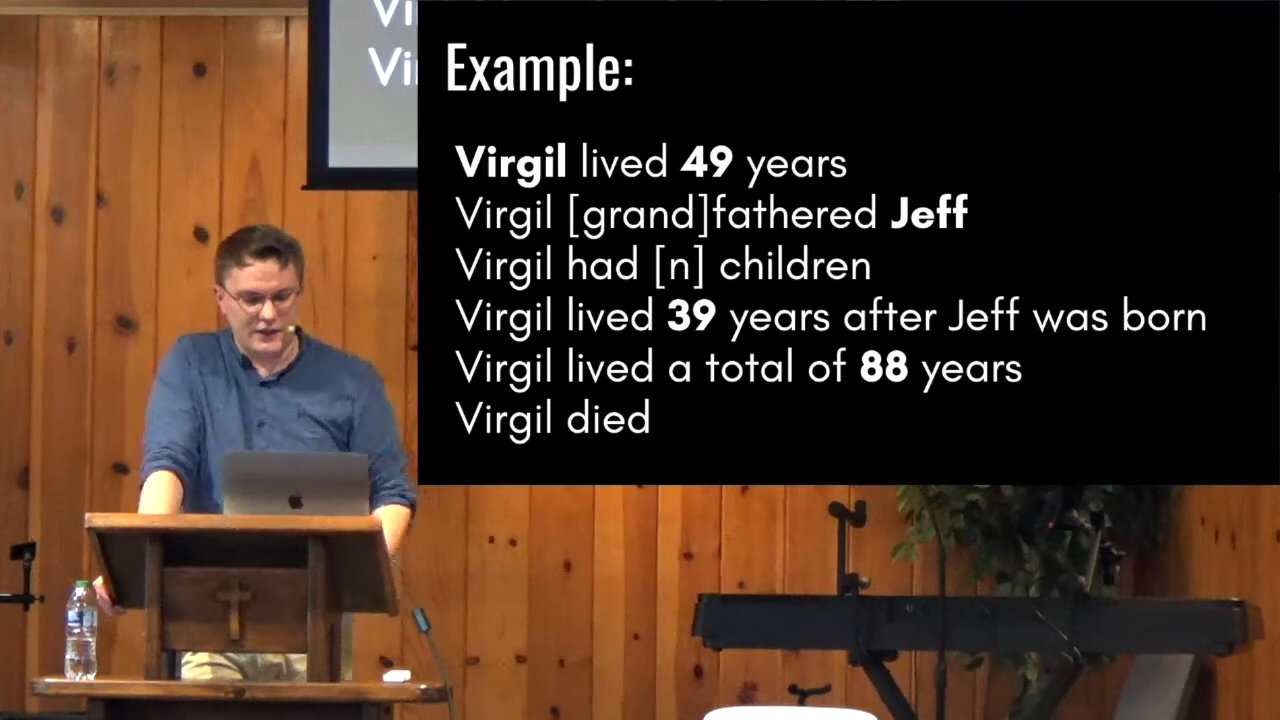 Example:
Virgil lived 49 years
Virgil [grand]fathered Jeff
Virgil had [n] children
Virgil lived 39 years after Jeff was born
Virgil lived a total of 88 years
Virgil died